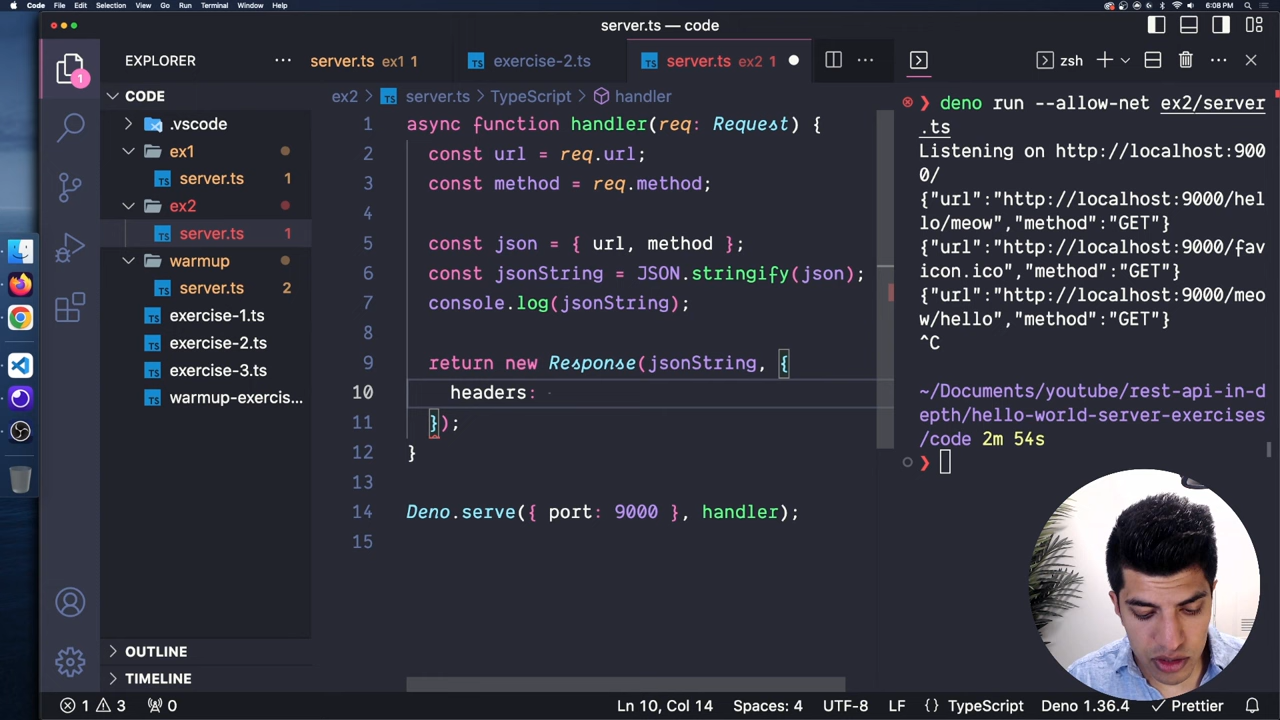 Code File Edit Selection View Go Run Terminal Window Help 6:08 PM
server.ts — code
1
EXPLORER
CODE
.vscode
ex1
server.ts 1
ex2
server.ts 1
warmup
server.ts 2
exercise-1.ts
exercise-2.ts
exercise-3.ts
warmup-exercis...
OUTLINE
TIMELINE
server.ts ex1 1 exercise-2.ts server.ts ex2 1
ex2 server.ts TypeScript handler
1 async function handler(req: Request) {
2 const url = req.url;
3 const method = req.method;
4
5 const json = { url, method };
6 const jsonString = JSON.stringify(json);
7 console.log(jsonString);
8
9 return new Response(jsonString, {
10 headers:
11 });
12 }
13
14 Deno.serve({ port: 9000 }, handler);
15
zsh
❯ deno run --allow-net ex2/server
.ts
Listening on http://localhost:900
0/
{"url":"http://localhost:9000/hel
lo/meow","method":"GET"}
{"url":"http://localhost:9000/fav
icon.ico","method":"GET"}
{"url":"http://localhost:9000/meo
w/hello","method":"GET"}
^C
~/Documents/youtube/rest-api-in-d
epth/hello-world-server-exercises
/code 2m 54s
❯
1 3 0 Ln 10, Col 14 Spaces: 4 UTF-8 LF {} TypeScript Deno 1.36.4 Prettier